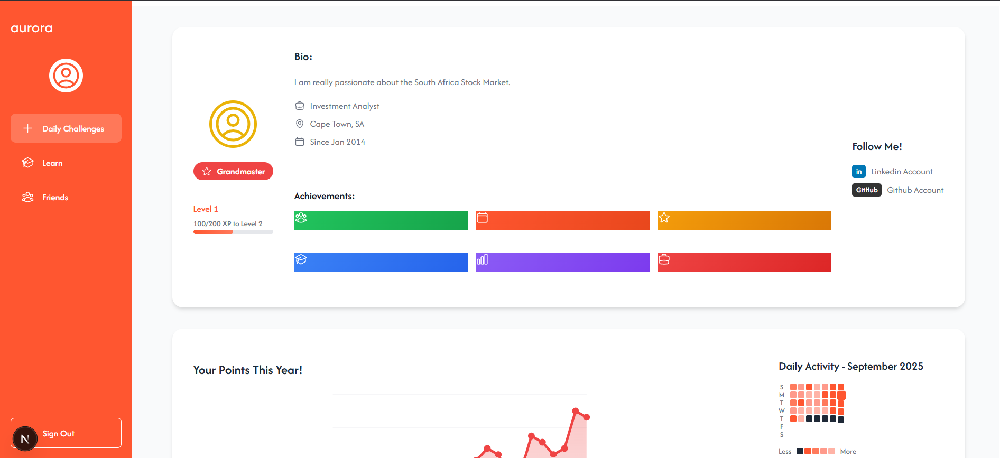 aurora
Daily Challenges
Learn
Friends
Sign Out
N
Bio:
I am really passionate about the South Africa Stock Market.
Investment Analyst
Cape Town, SA
Since Jan 2014
Grandmaster
Level 1
100/200 XP to Level 2
Achievements:
Follow Me!
in Linkedin Account
GitHub Github Account
Your Points This Year!
Daily Activity - September 2025
S
M
T
W
T
F
S
Less More